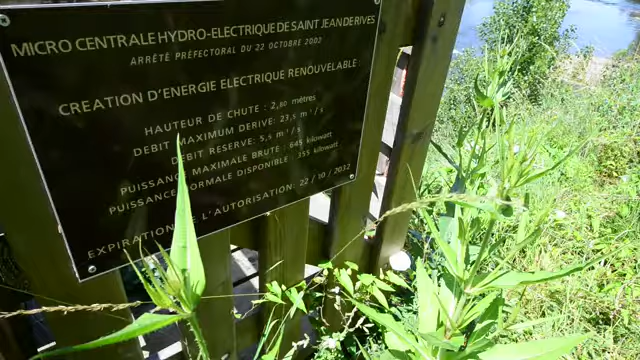 MICRO CENTRALE HYDRO-ELECTRIQUE DE SAINT JEAN DE RIVES
ARRÊTÉ PRÉFECTORAL DU 22 OCTOBRE 2002
CREATION D'ENERGIE ELECTRIQUE RENOUVELABLE:
HAUTEUR DE CHUTE : 2,80 mètres
DEBIT MAXIMUM DERIVE: 23,5 m³/s
DEBIT RESERVE: 5,5 m³/s
PUISSANCE MAXIMALE BRUTE : 645 kilowatt
PUISSANCE NORMALE DISPONIBLE : 355 kilowatt
EXPIRATION DE L'AUTORISATION: 22 / 10 / 2032